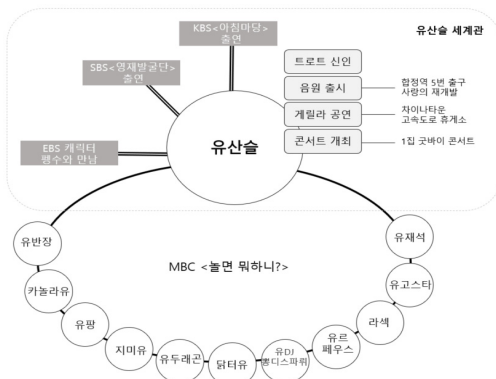 KBS<아침마당>
출연
유산슬 세계관
SBS<영재발굴단>
출연
트로트 신인
음원 출시
합정역 5번 출구
사랑의 재개발
게릴라 공연
차이나타운
고속도로 휴게소
콘서트 개최
1집 굿바이 콘서트
EBS 캐릭터
펭수와 만남
유산슬
MBC <놀면 뭐하니?>
유반장
카놀라유
유팡
지미유
유두래곤
닭터유
유DJ
뽕디스파뤼
유르
페우스
라섹
유고스타
유재석